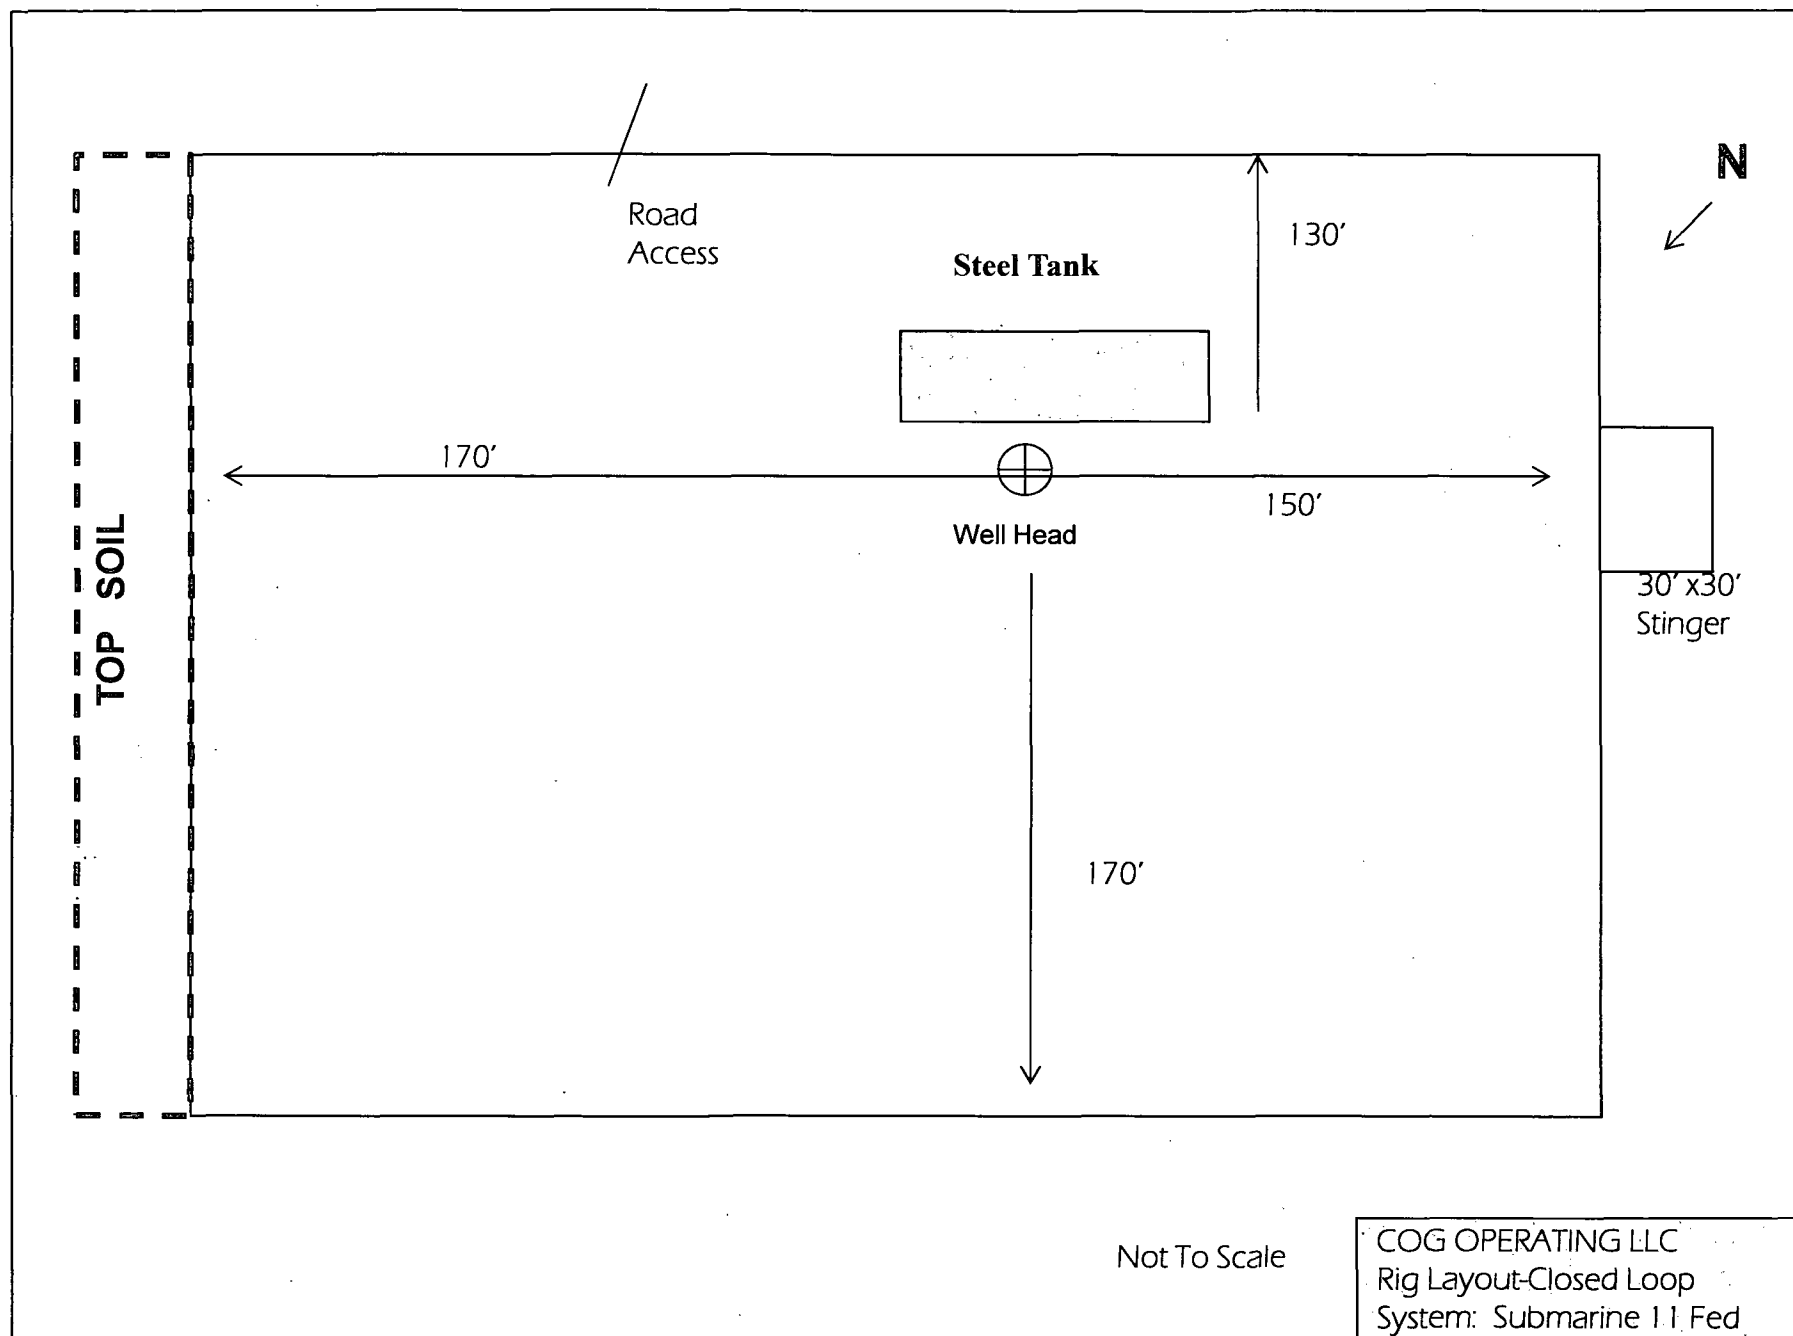 N
Road
Access
130'
Steel Tank
170'
150'
Well Head
TOP SOIL
30' x30'
Stinger
170'
Not To Scale
COG OPERATING LLC
Rig Layout-Closed Loop
System: Submarine 11 Fed